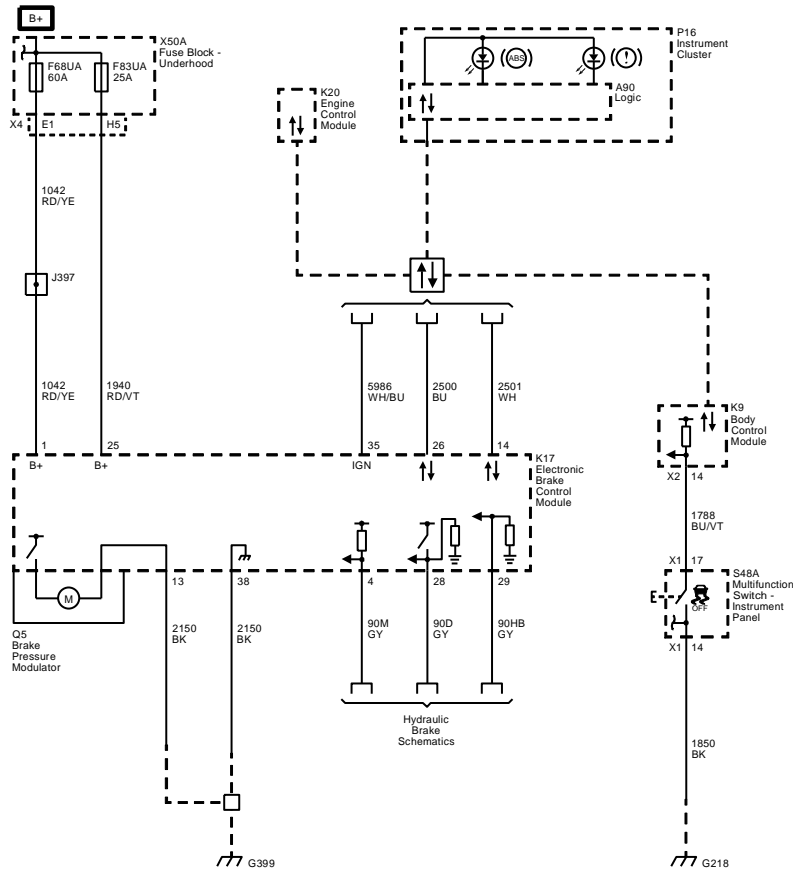 B+
X50A
Fuse Block -
Underhood
F68UA
60A
F83UA
25A
X4
E1
H5
K20
Engine
Control
Module
P16
Instrument
Cluster
ABS
!
A90
Logic
1042
RD/YE
J397
1042
RD/YE
1940
RD/VT
5986
WH/BU
2500
BU
2501
WH
K9
Body
Control
Module
X2
14
1
25
35
26
14
B+
B+
IGN
K17
Electronic
Brake
Control
Module
1788
BU/VT
X1
17
S48A
Multifunction
Switch -
Instrument
Panel
OFF
X1
14
M
13
38
4
28
29
Q5
Brake
Pressure
Modulator
2150
BK
2150
BK
90M
GY
90D
GY
90HB
GY
Hydraulic
Brake
Schematics
1850
BK
G399
G218